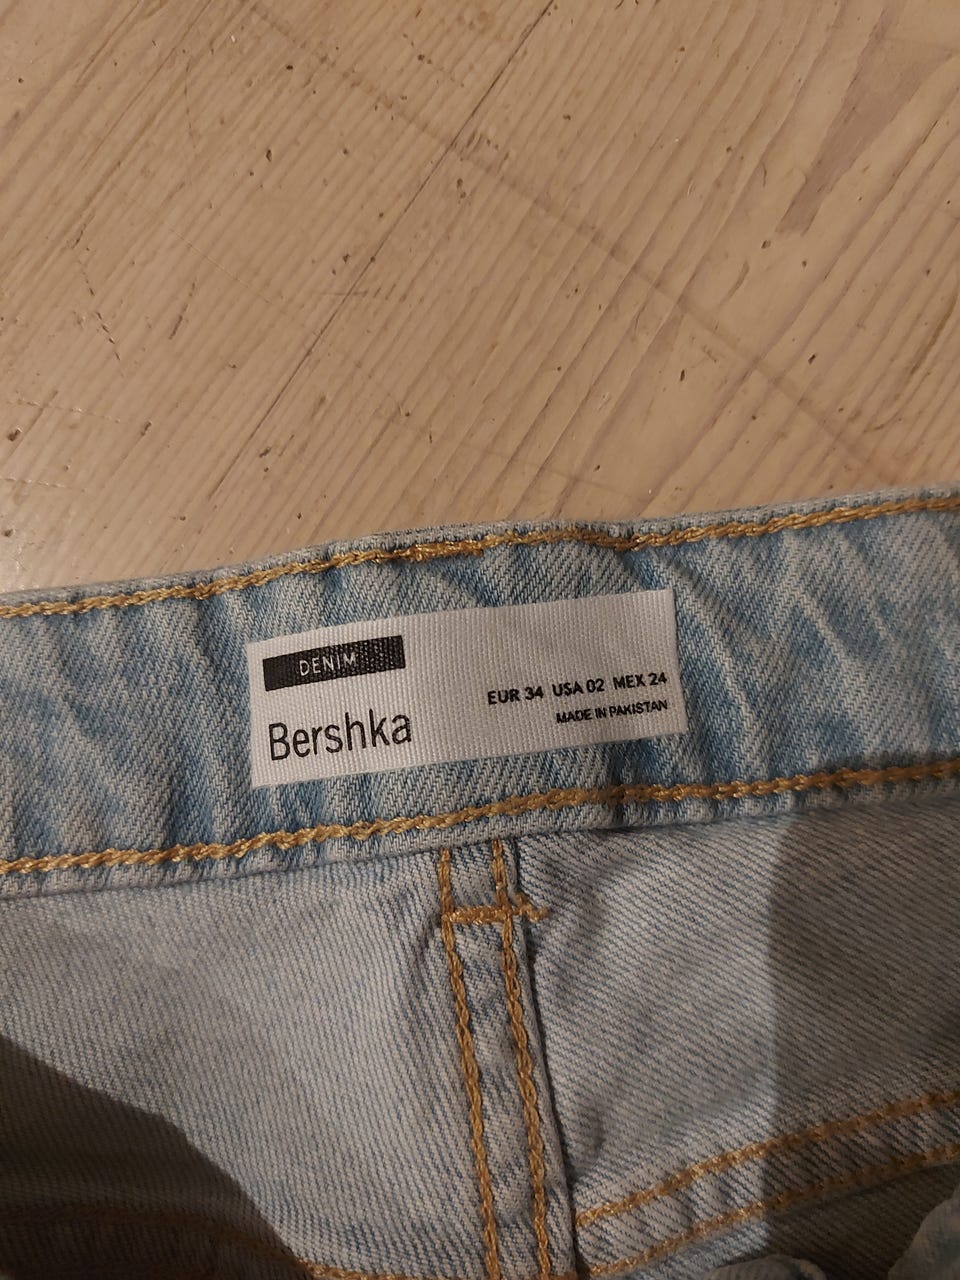 DENIM
Bershka
EUR 34 USA 02 MEX 24
MADE IN PAKISTAN